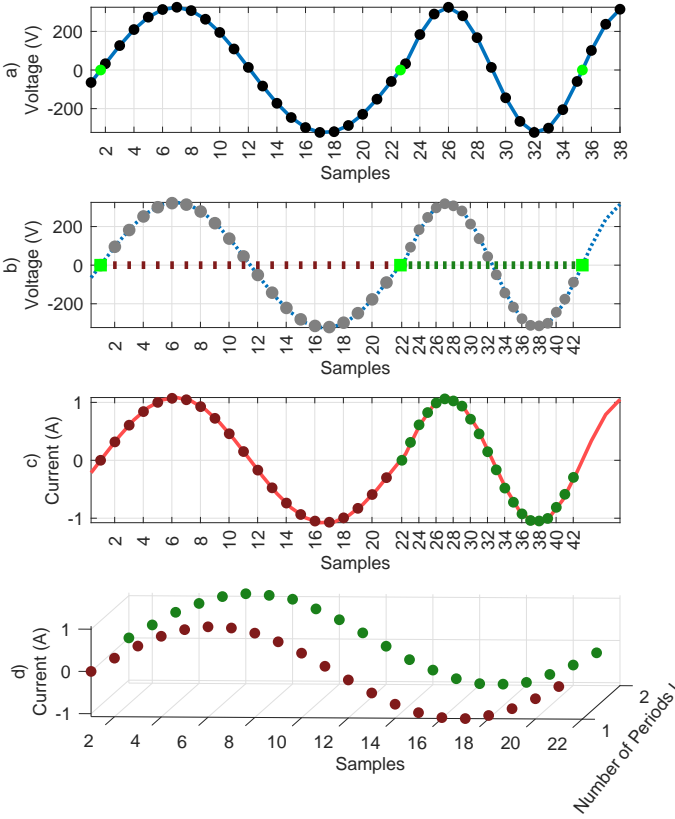 200
0
-200
a)
Voltage (V)
2 4 6 8 10 12 14 16 18 20 22 24 26 28 30 32 34 36 38
Samples
200
0
-200
b)
Voltage (V)
2 4 6 8 10 12 14 16 18 20 22 24 26 28 30 32 34 36 38 40 42
Samples
1
0
-1
c)
Current (A)
2 4 6 8 10 12 14 16 18 20 22 24 26 28 30 32 34 36 38 40 42
Samples
1
0
-1
d)
Current (A)
2 4 6 8 10 12 14 16 18 20 22
Samples
1
2
Number of Periods